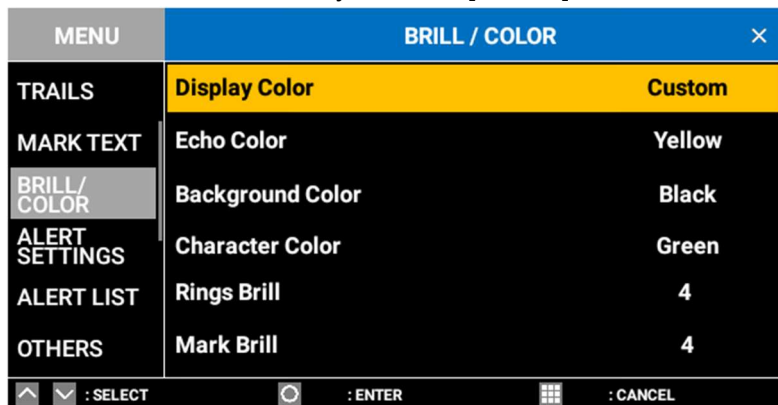 MENU
BRILL / COLOR
×
TRAILS
MARK TEXT
BRILL/
COLOR
ALERT
SETTINGS
ALERT LIST
OTHERS
Display Color Custom
Echo Color Yellow
Background Color Black
Character Color Green
Rings Brill 4
Mark Brill 4
: SELECT : ENTER : CANCEL